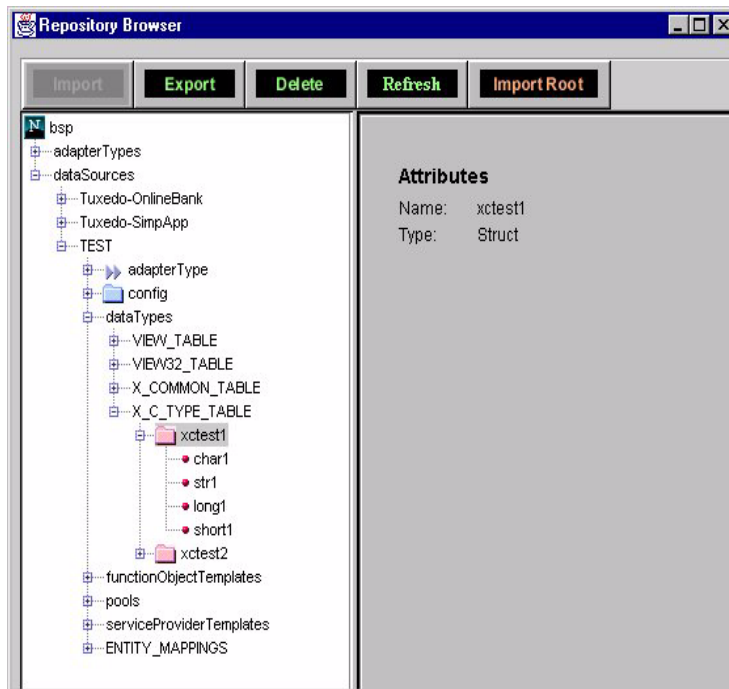 Repository Browser
Import
Export
Delete
Refresh
Import Root
N bsp
adapterTypes
dataSources
Tuxedo-OnlineBank
Tuxedo-SimpApp
TEST
adapterType
config
dataTypes
VIEW_TABLE
VIEW32_TABLE
X_COMMON_TABLE
X_C_TYPE_TABLE
xctest1
char1
str1
long1
short1
xctest2
functionObjectTemplates
pools
serviceProviderTemplates
ENTITY_MAPPINGS
Attributes
Name: xctest1
Type: Struct